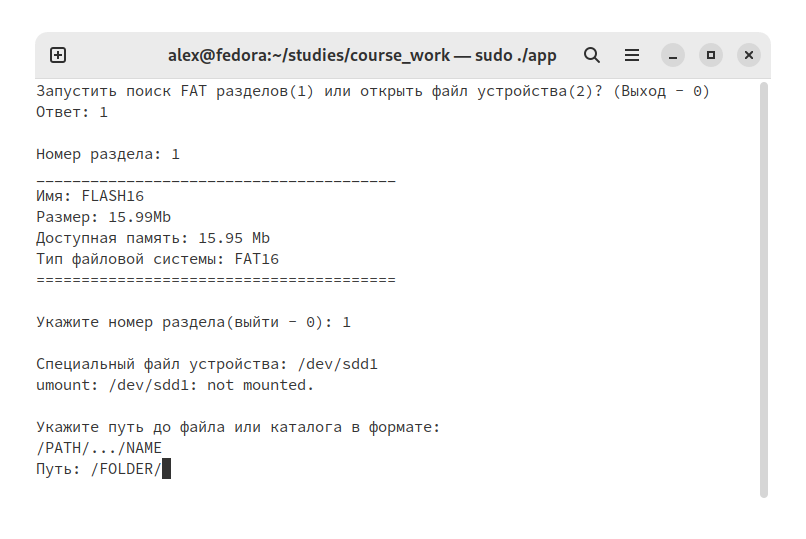 alex@fedora:~/studies/course_work — sudo ./app
Запустить поиск FAT разделов(1) или открыть файл устройства(2)? (Выход - 0)
Ответ: 1
Номер раздела: 1
________________________________________
Имя: FLASH16
Размер: 15.99Mb
Доступная память: 15.95 Mb
Тип файловой системы: FAT16
========================================
Укажите номер раздела(выйти - 0): 1
Специальный файл устройства: /dev/sdd1
umount: /dev/sdd1: not mounted.
Укажите путь до файла или каталога в формате:
/PATH/.../NAME
Путь: /FOLDER/